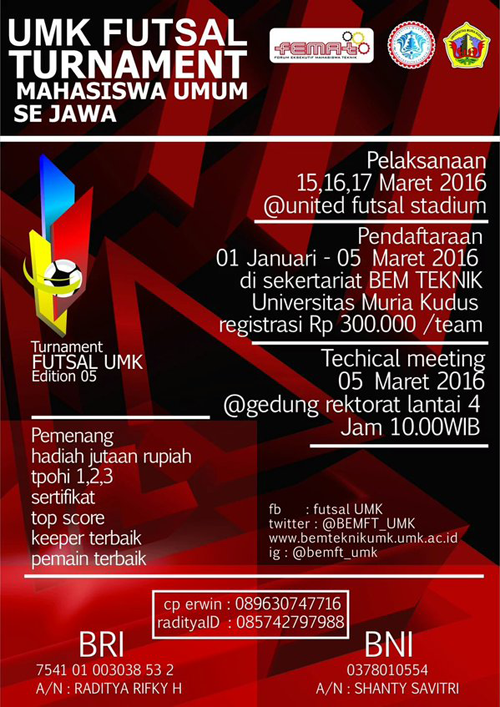 UMK FUTSAL
TURNAMENT
MAHASISWA UMUM
SE JAWA
FEMA-t
FORUM EKSEKUTIF MAHASISWA TEKNIK
Pelaksanaan
15,16,17 Maret 2016
@united futsal stadium
Pendaftaraan
01 Januari - 05 Maret 2016
di sekertariat BEM TEKNIK
Universitas Muria Kudus
registrasi Rp 300.000 /team
Turnament
FUTSAL UMK
Edition 05
Techical meeting
05 Maret 2016
@gedung rektorat lantai 4
Jam 10.00WIB
Pemenang
hadiah jutaan rupiah
tpohi 1,2,3
sertifikat
top score
keeper terbaik
pemain terbaik
fb : futsal UMK
twitter : @BEMFT_UMK
www.bemteknikumk.umk.ac.id
ig : @bemft_umk
cp erwin : 089630747716
radityaID : 085742797988
BRI
7541 01 003038 53 2
A/N : RADITYA RIFKY H
BNI
0378010554
A/N : SHANTY SAVITRI